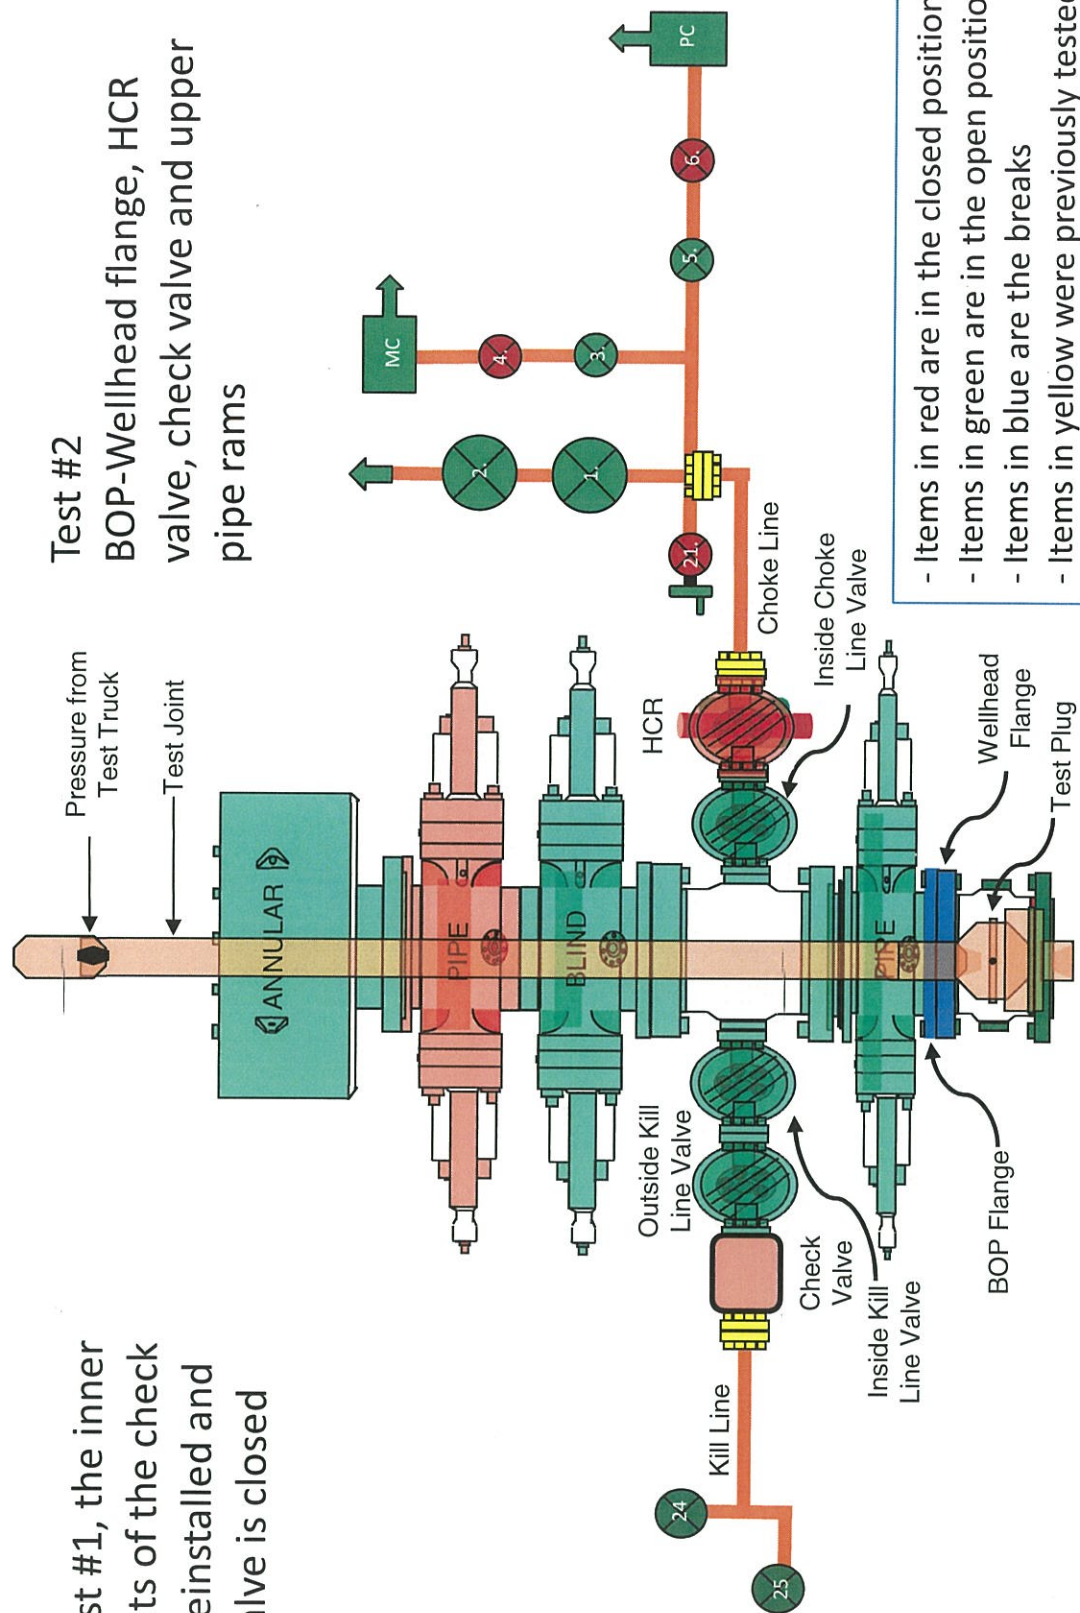 st #1, the inner
ts of the check
einstalled and
alve is closed
Test #2
BOP-Wellhead flange, HCR
valve, check valve and upper
pipe rams
Pressure from
Test Truck
Test Joint
ANNULAR
PIPE
BLIND
PIPE
HCR
Inside Choke
Line Valve
Choke Line
Outside Kill
Line Valve
Check
Valve
Inside Kill
Line Valve
Kill Line
24
25
BOP Flange
Wellhead
Flange
Test Plug
MC
PC
1.
2.
3.
4.
5.
6.
21.
- Items in red are in the closed position
- Items in green are in the open positio
- Items in blue are the breaks
- Items in yellow were previously tested